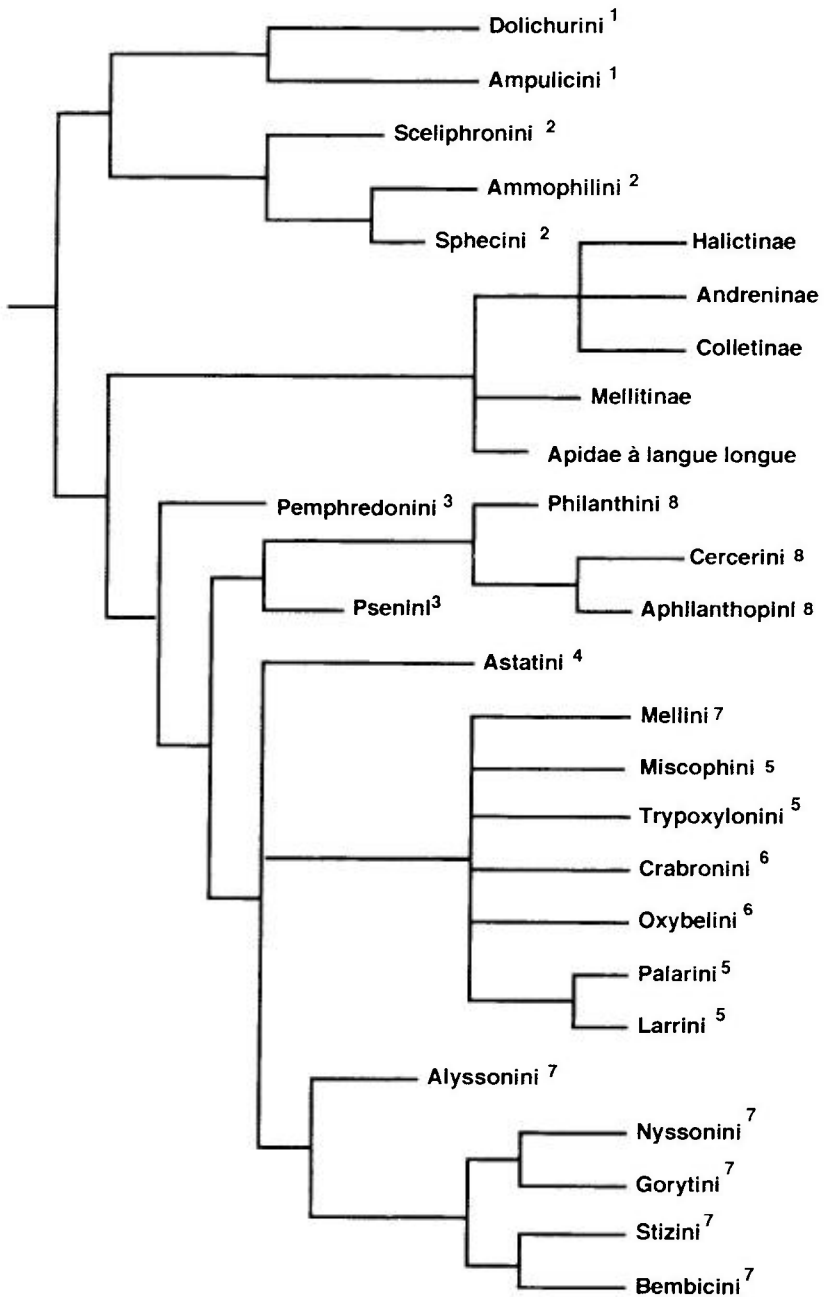 Dolichurini 1
Ampulicini 1
Sceliphronini 2
Ammophilini 2
Sphecini 2
Halictinae
Andreninae
Colletinae
Mellitinae
Apidae à langue longue
Pemphredonini 3
Philanthini 8
Cercerini 8
Psenini 3
Aphilanthopini 8
Astatini 4
Mellini 7
Miscophini 5
Trypoxylonini 5
Crabronini 6
Oxybelini 6
Palarini 5
Larrini 5
Alyssonini 7
Nyssonini 7
Gorytini 7
Stizini 7
Bembicini 7